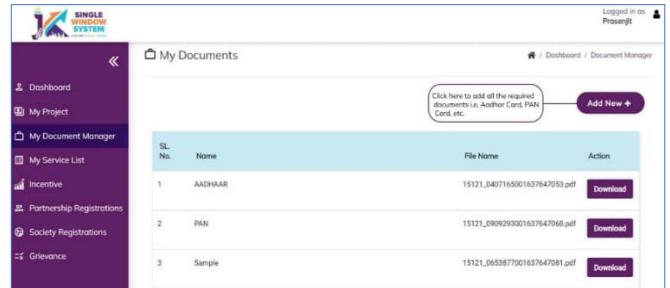 SINGLE
WINDOW
SYSTEM
Logged in as
Prosenjit
My Documents
/ Dashboard / Document Manager
Dashboard
My Project
My Document Manager
My Service List
Incentive
Partnership Registrations
Society Registrations
Grievance
Click here to add all the required
documents i.e, Aadhar Card, PAN
Card, etc.
Add New +
SL.
No. Name File Name Action
1 AADHAAR 15121_0407165001637647053.pdf Download
2 PAN 15121_0909293001637647068.pdf Download
3 Sample 15121_0653877001637647081.pdf Download